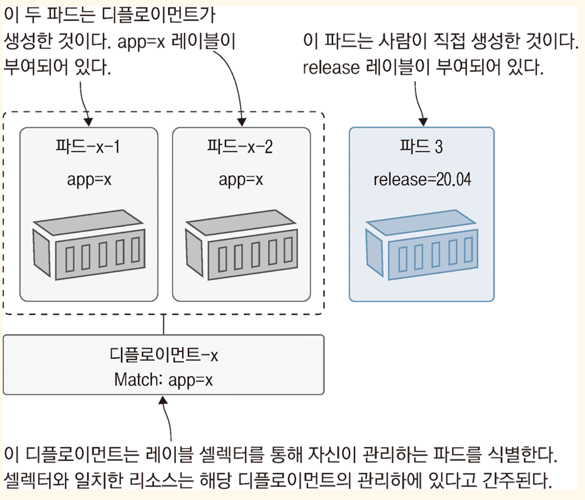 이 두 파드는 디플로이먼트가
생성한 것이다. app=x 레이블이
부여되어 있다.
이 파드는 사람이 직접 생성한 것이다.
release 레이블이 부여되어 있다.
파드-x-1
app=x
파드-x-2
app=x
파드 3
release=20.04
디플로이먼트-x
Match: app=x
이 디플로이먼트는 레이블 셀렉터를 통해 자신이 관리하는 파드를 식별한다.
셀렉터와 일치한 리소스는 해당 디플로이먼트의 관리하에 있다고 간주된다.